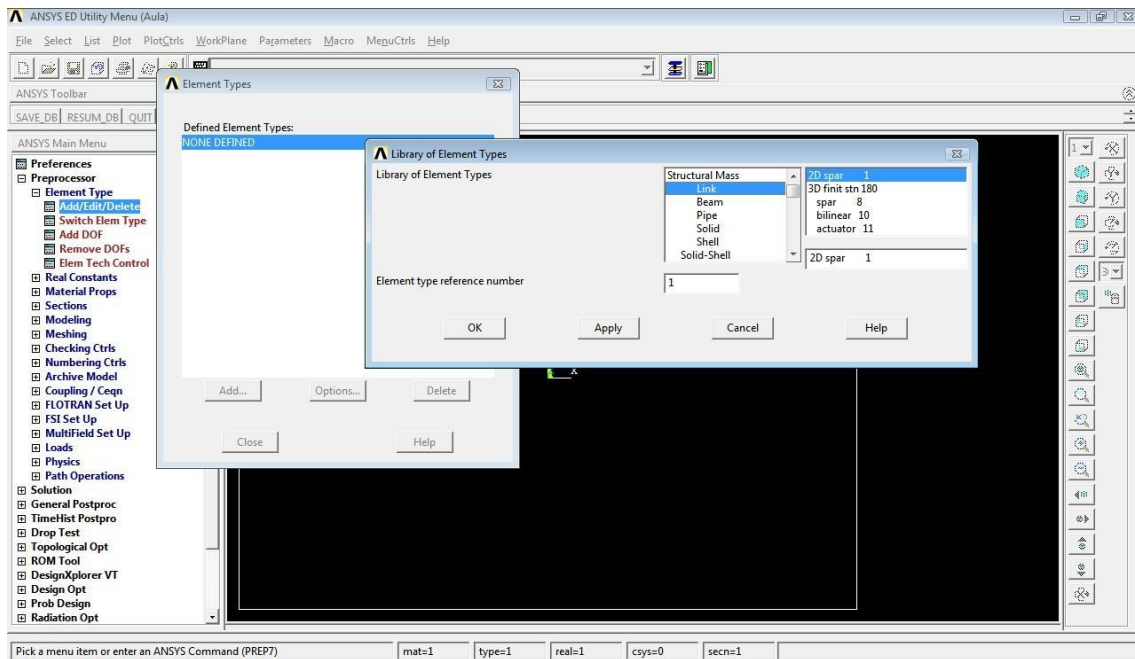 ANSYS ED Utility Menu (Aula)
File Select List Plot PlotCtrls WorkPlane Parameters Macro MenuCtrls Help
ANSYS Toolbar
SAVE_DB RESUM_DB QUIT
ANSYS Main Menu
Preferences
Preprocessor
Element Type
Add/Edit/Delete
Switch Elem Type
Add DOF
Remove DOFs
Elem Tech Control
Real Constants
Material Props
Sections
Modeling
Meshing
Checking Ctrls
Numbering Ctrls
Archive Model
Coupling / Ceqn
FLOTRAN Set Up
FSI Set Up
MultiField Set Up
Loads
Physics
Path Operations
Solution
General Postproc
TimeHist Postpro
Drop Test
Topological Opt
ROM Tool
DesignXplorer VT
Design Opt
Prob Design
Radiation Opt
Element Types
Defined Element Types:
NONE DEFINED
Add... Options... Delete
Close Help
Library of Element Types
Library of Element Types
Structural Mass
Link
Beam
Pipe
Solid
Shell
Solid-Shell
2D spar 1
3D finit stn 180
spar 8
bilinear 10
actuator 11
2D spar 1
Element type reference number
1
OK Apply Cancel Help
X
1
3
Pick a menu item or enter an ANSYS Command (PREP7) mat=1 type=1 real=1 csys=0 secn=1